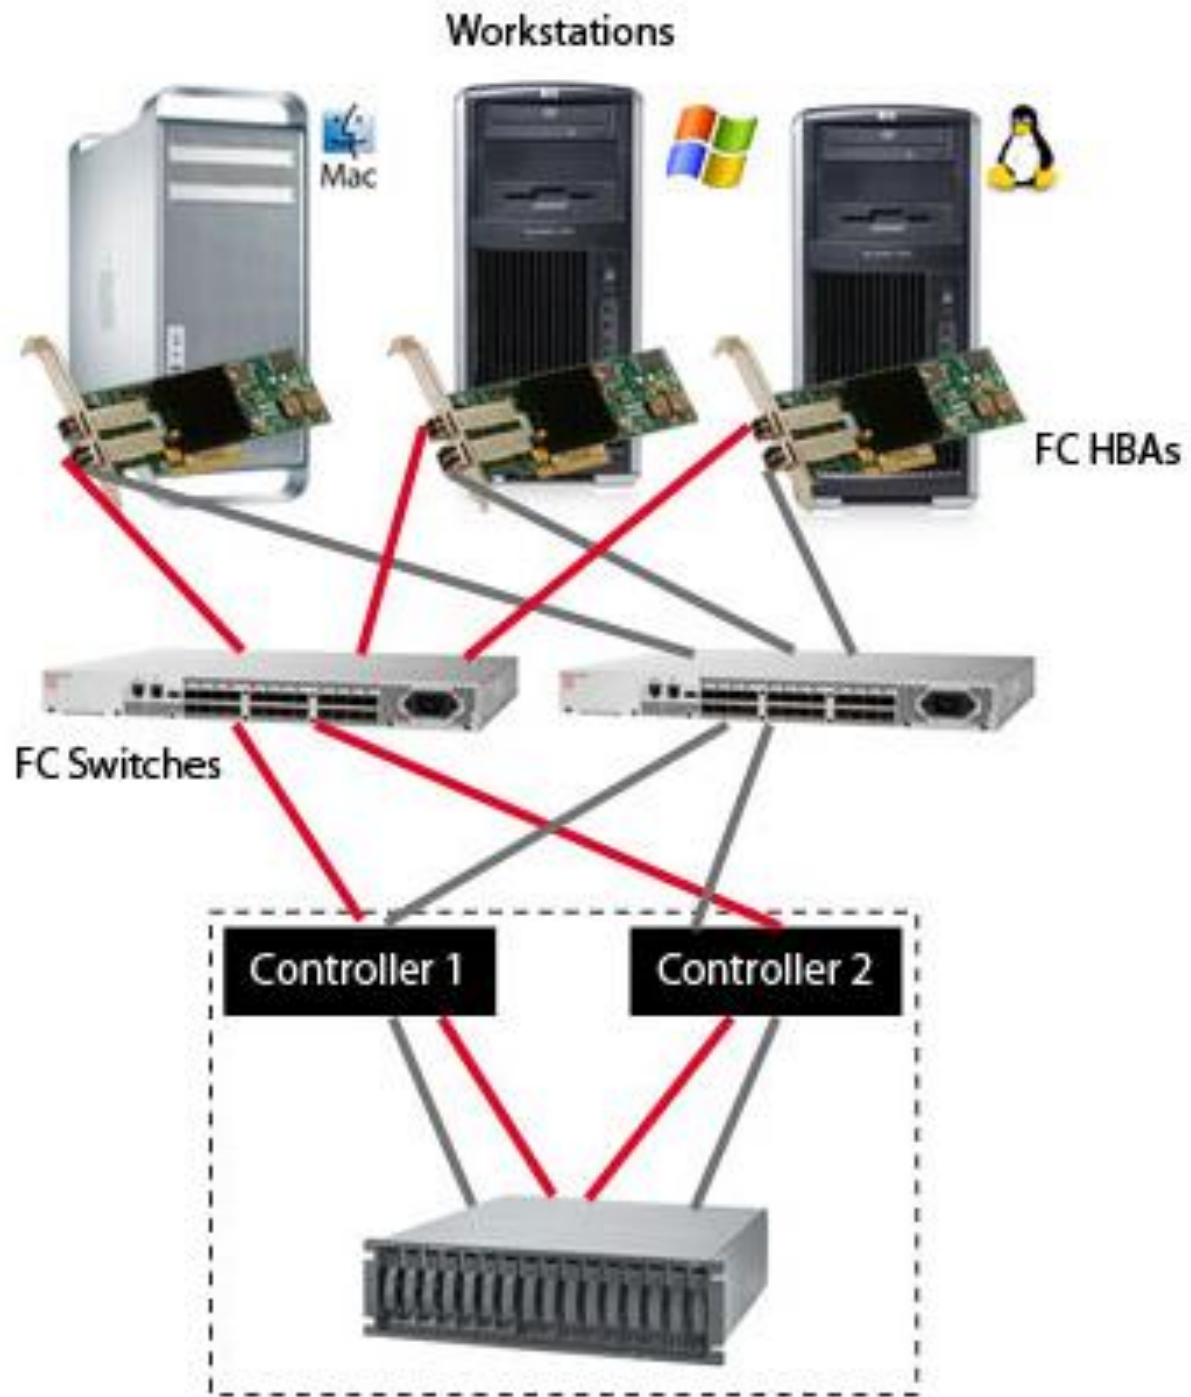 Workstations
Mac
FC HBAs
FC Switches
Controller 1
Controller 2